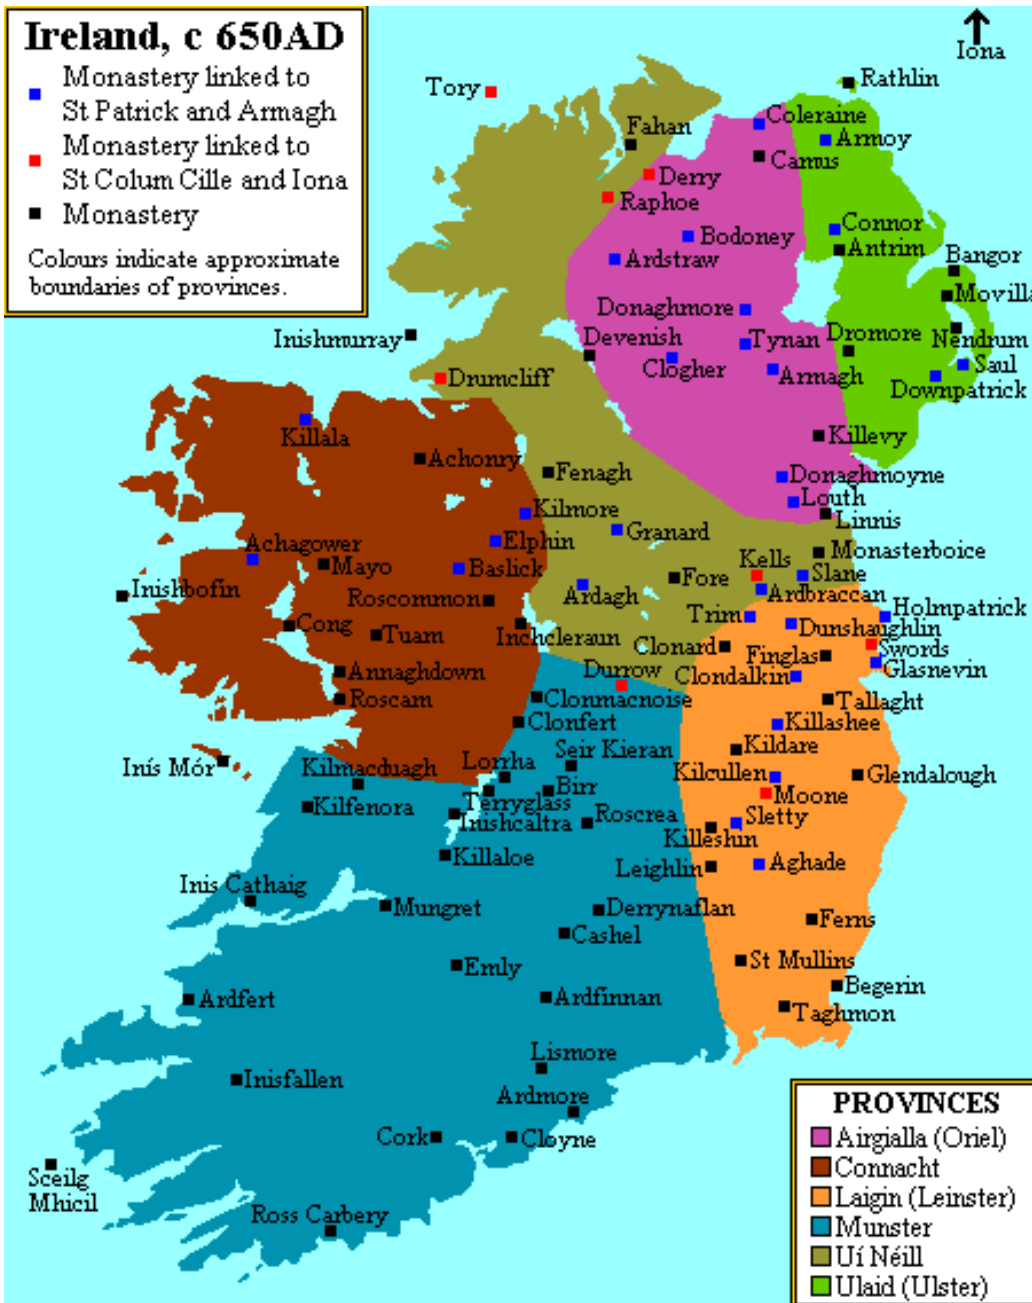 Ireland, c 650AD
Monastery linked to
St Patrick and Armagh
Monastery linked to
St Colum Cille and Iona
Monastery
Colours indicate approximate
boundaries of provinces.
Iona
Rathlin
Tory
Coleraine
Fahan
Armoy
Camus
Derry
Raphoe
Connor
Bodoney
Antrim
Ardstraw
Bangor
Movilla
Donaghmore
Inishmurray
Devenish
Tynan
Dromore
Nendrum
Clogher
Saul
Armagh
Drumcliff
Downpatrick
Killala
Killevy
Achonry
Fenagh
Donaghmoyne
Louth
Kilmore
Linnis
Granard
Achagower
Elphin
Monasterboice
Kells
Mayo
Baslick
Fore
Slane
Inishbofin
Ardagh
Ardbraccan
Roscommon
Trim
Holmpatrick
Cong
Tuam
Inchcleraun
Dunshaughlin
Clonard
Swords
Finglas
Annaghdown
Durrow
Clondalkin
Glasnevin
Roscam
Clonmacnoise
Tallaght
Clonfert
Killashee
Seir Kieran
Kildare
Inís Mór
Kilmacduagh
Lorrha
Kilcullen
Glendalough
Birr
Terryglass
Moone
Kilfenora
Inishcaltra
Roscrea
Sletty
Killeshin
Killaloe
Leighlin
Aghade
Inis Cathaig
Mungret
Derrynaflan
Ferns
Cashel
Emly
St Mullins
Begerin
Ardfert
Ardfinnan
Taghmon
Lismore
Inisfallen
Ardmore
Cork
Cloyne
Sceilg
Mhicil
Ross Carbery
PROVINCES
Airgialla (Oriel)
Connacht
Laigin (Leinster)
Munster
Uí Néill
Ulaid (Ulster)